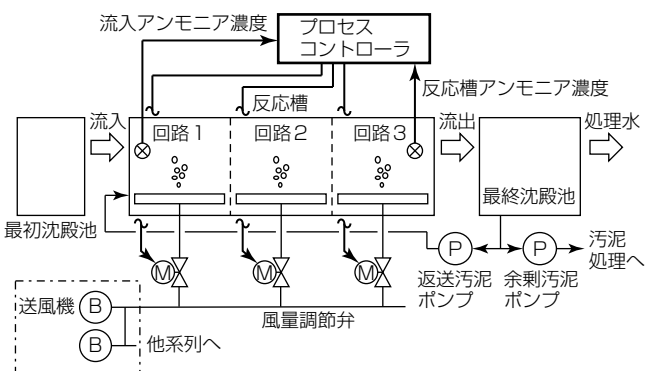 流入アンモニア濃度
プロセス
コントローラ
反応槽アンモニア濃度
反応槽
流入
回路1
回路2
回路3
流出
処理水
最初沈殿池
最終沈殿池
P
P
汚泥
処理へ
返送汚泥
ポンプ
余剰汚泥
ポンプ
M
M
M
送風機
B
B
他系列へ
風量調節弁